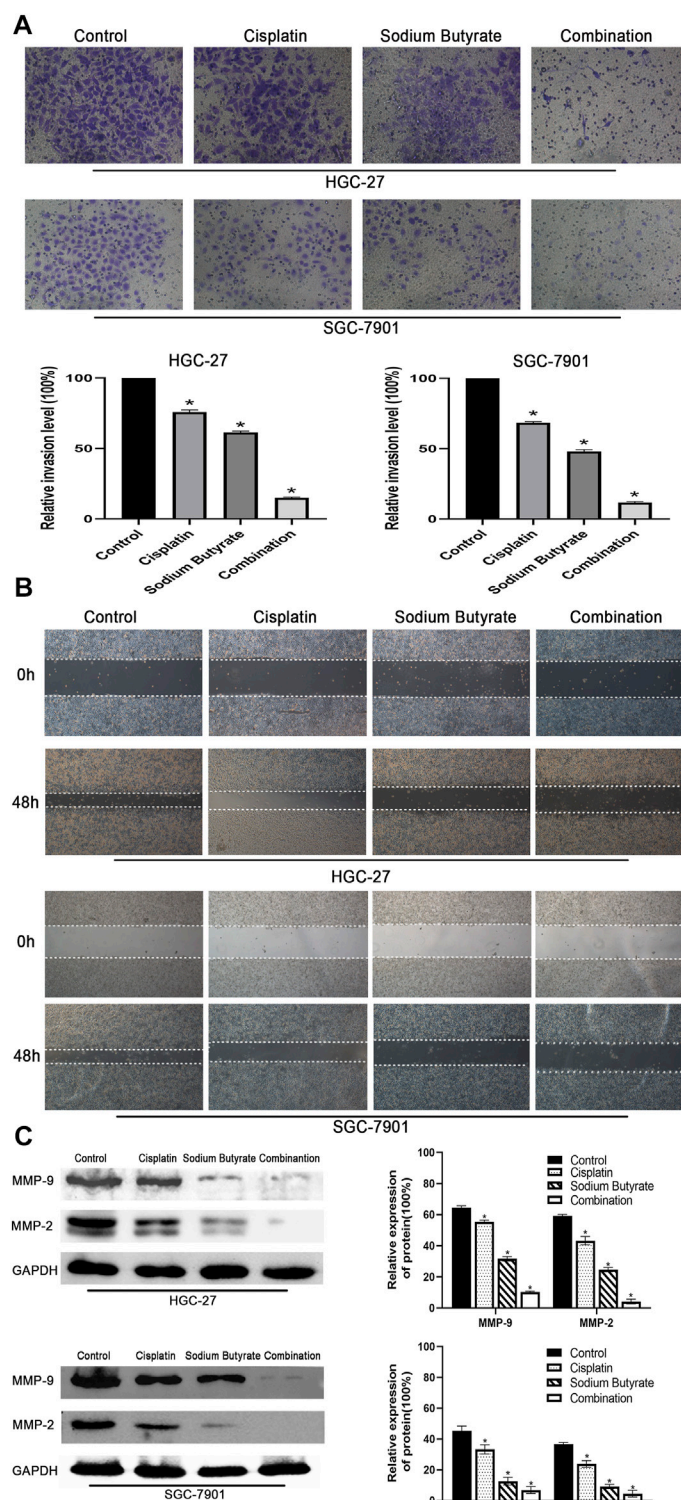 A
Control Cisplatin Sodium Butyrate Combination
HGC-27
SGC-7901
HGC-27
Relative invasion level (100%)
100
50
0
Control Cisplatin Sodium Butyrate Combination
SGC-7901
Relative invasion level (100%)
100
50
0
Control Cisplatin Sodium Butyrate Combination
B
Control Cisplatin Sodium Butyrate Combination
0h
48h
HGC-27
0h
48h
SGC-7901
C
Control Cisplatin Sodium Butyrate Combinantion
MMP-9
MMP-2
GAPDH
HGC-27
Relative expression
of protein(100%)
100
80
60
40
20
0
Control
Cisplatin
Sodium Butyrate
Combination
MMP-9 MMP-2
Control Cisplatin Sodium Butyrate Combination
MMP-9
MMP-2
GAPDH
SGC-7901
Relative expression
of protein(100%)
100
80
60
40
20
0
Control
Cisplatin
Sodium Butyrate
Combination